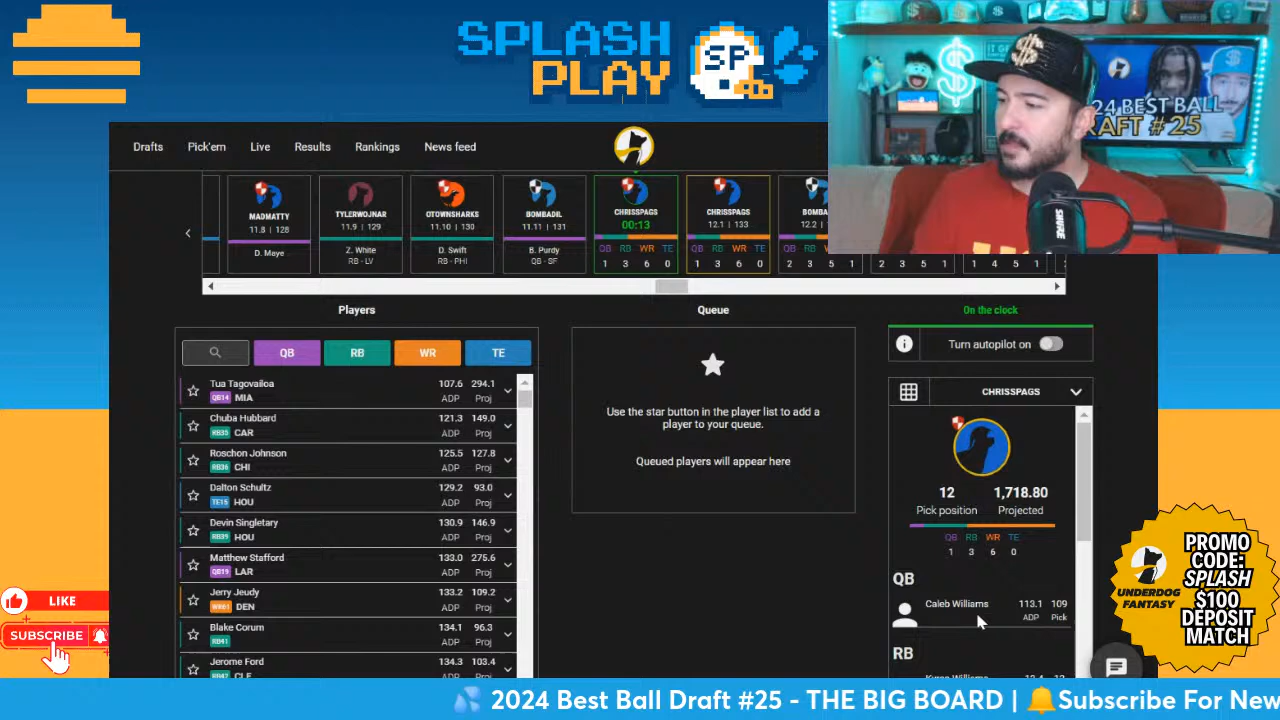 SPLASH
PLAY
SP
24 BEST BALL
DRAFT #25
SHURE
Drafts Pick'em Live Results Rankings News feed
MADMATTY
11.8 | 128
D. Maye
TYLERWOJNAR
11.9 | 129
Z. White
RB - LV
OTOWNSHARKS
11.10 | 130
D. Swift
RB - PHI
BOMBADIL
11.11 | 131
B. Purdy
QB - SF
CHRISSPAGS
00:13
QB RB WR TE
1 3 6 0
CHRISSPAGS
12.1 | 133
QB RB WR TE
1 3 6 0
BOMBA
12.2 |
QB RB
2 3 5 1
2 3 5 1
1 4 5 1
Players
QB RB WR TE
Tua Tagovailoa 107.6 294.1
QB14 MIA ADP Proj
Chuba Hubbard 121.3 149.0
RB35 CAR ADP Proj
Roschon Johnson 125.5 127.8
RB36 CHI ADP Proj
Dalton Schultz 129.2 93.0
TE15 HOU ADP Proj
Devin Singletary 130.9 146.9
RB39 HOU ADP Proj
Matthew Stafford 133.0 275.6
QB19 LAR ADP Proj
Jerry Jeudy 133.2 109.2
WR61 DEN ADP Proj
Blake Corum 134.1 96.3
RB41 ADP Proj
Jerome Ford 134.3 103.4
RB42 CLE ADP Proj
Queue
Use the star button in the player list to add a
player to your queue.
Queued players will appear here
On the clock
Turn autopilot on
CHRISSPAGS
12 1,718.80
Pick position Projected
QB RB WR TE
1 3 6 0
QB
Caleb Williams 113.1 109
ADP Pick
RB
LIKE
SUBSCRIBE
UNDERDOG
FANTASY
PROMO
CODE:
SPLASH
$100
DEPOSIT
MATCH
2024 Best Ball Draft #25 - THE BIG BOARD | Subscribe For New